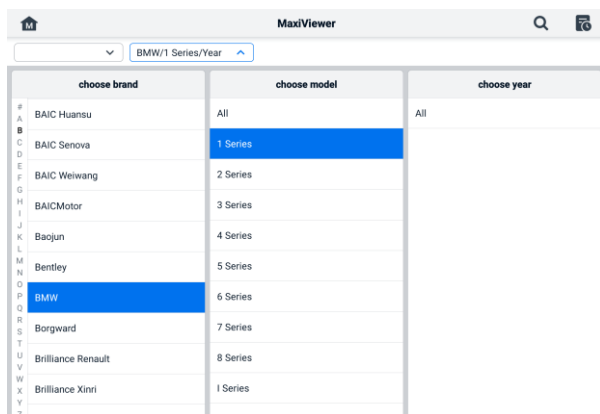 M
MaxiViewer
BMW/1 Series/Year
choose brand
choose model
choose year
#
A
B
C
D
E
F
G
H
I
J
K
L
M
N
O
P
Q
R
S
T
U
V
W
X
Y
Z
BAIC Huansu
BAIC Senova
BAIC Weiwang
BAICMotor
Baojun
Bentley
BMW
Borgward
Brilliance Renault
Brilliance Xinri
All
1 Series
2 Series
3 Series
4 Series
5 Series
6 Series
7 Series
8 Series
I Series
All